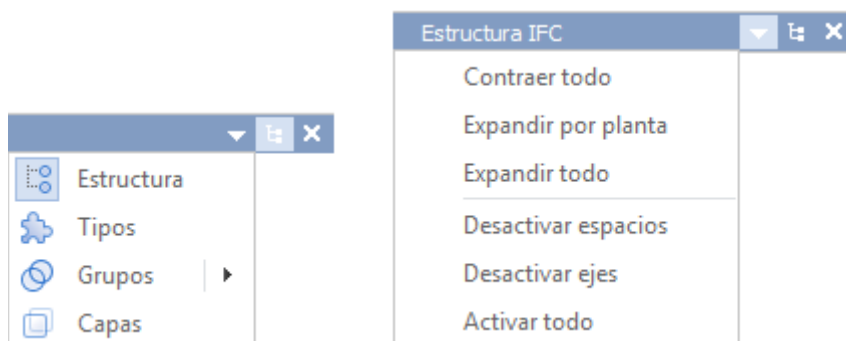 Estructura
Tipos
Grupos
Capas
Estructura IFC
Contraer todo
Expandir por planta
Expandir todo
Desactivar espacios
Desactivar ejes
Activar todo